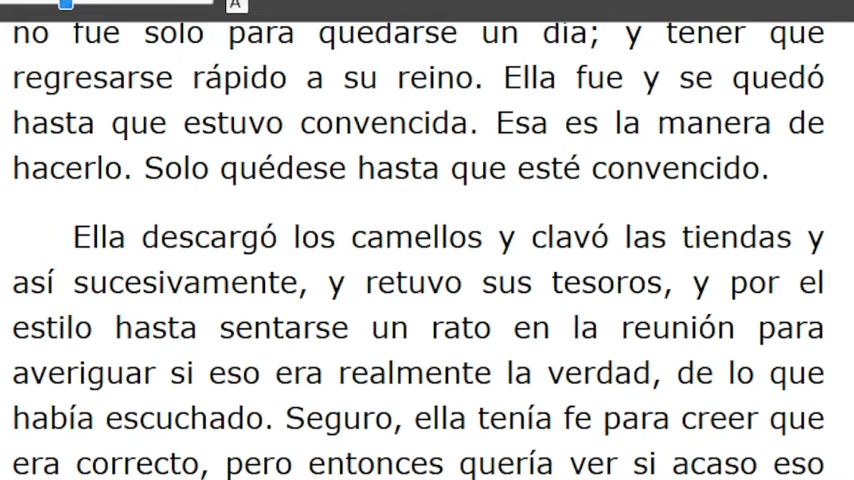 A
no fue solo para quedarse un día; y tener que
regresarse rápido a su reino. Ella fue y se quedó
hasta que estuvo convencida. Esa es la manera de
hacerlo. Solo quédese hasta que esté convencido.
Ella descargó los camellos y clavó las tiendas y
así sucesivamente, y retuvo sus tesoros, y por el
estilo hasta sentarse un rato en la reunión para
averiguar si eso era realmente la verdad, de lo que
había escuchado. Seguro, ella tenía fe para creer que
era correcto, pero entonces quería ver si acaso eso